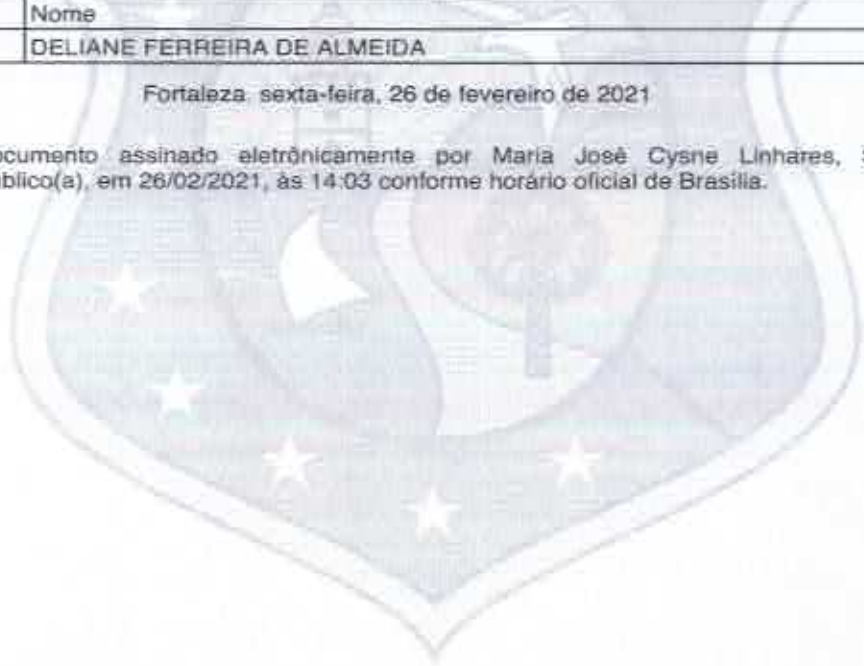 Nome
DELIANE FERREIRA DE ALMEIDA
Fortaleza, sexta-feira, 26 de fevereiro de 2021
ocumento assinado eletrônicamente por Maria José Cysne Linhares,
blico(a), em 26/02/2021, às 14:03 conforme horário oficial de Brasília.